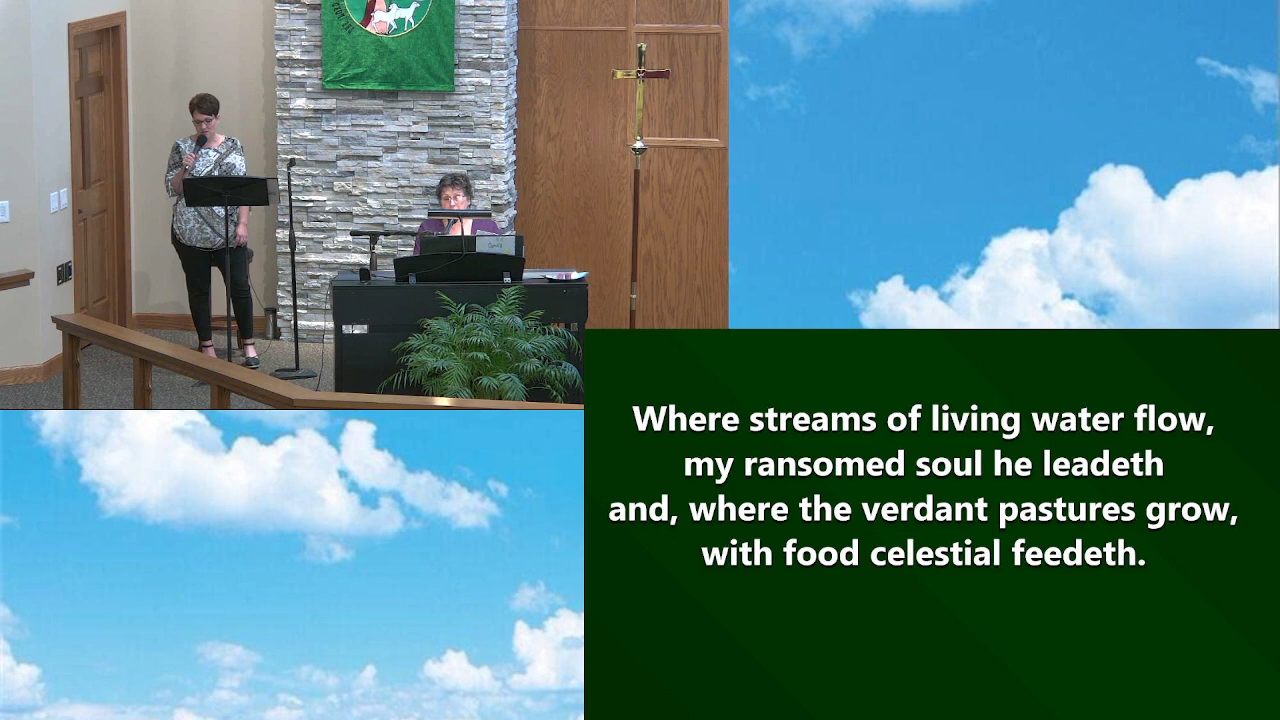 Where streams of living water flow,
my ransomed soul he leadeth
and, where the verdant pastures grow,
with food celestial feedeth.